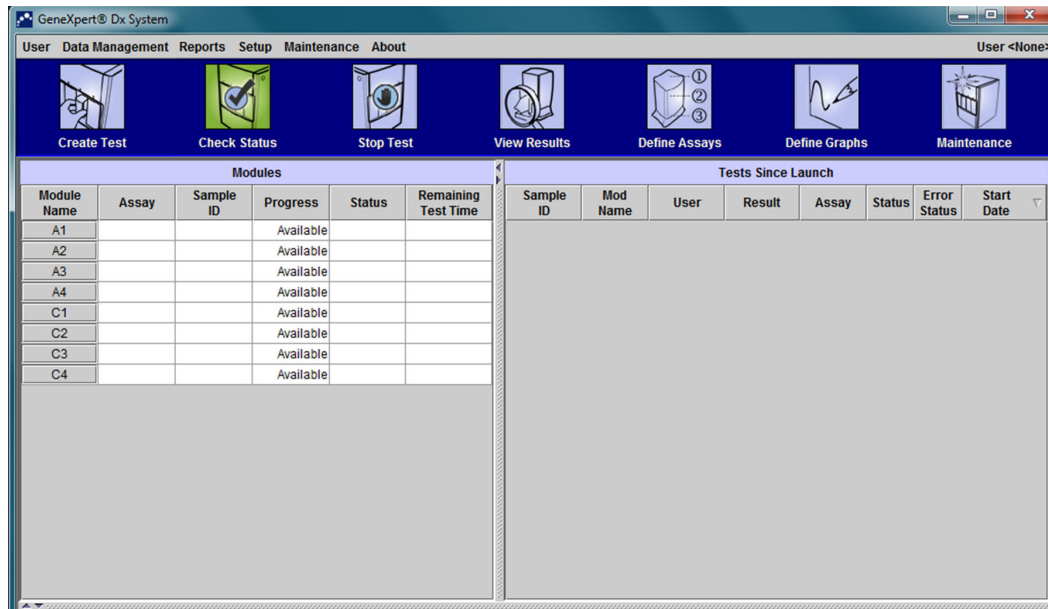 GeneXpert® Dx System
User Data Management Reports Setup Maintenance About User <None>
① ② ③
Create Test Check Status Stop Test View Results Define Assays Define Graphs Maintenance
Modules Tests Since Launch
Module Name Assay Sample ID Progress Status Remaining Test Time Sample ID Mod Name User Result Assay Status Error Status Start Date
A1 Available
A2 Available
A3 Available
A4 Available
C1 Available
C2 Available
C3 Available
C4 Available